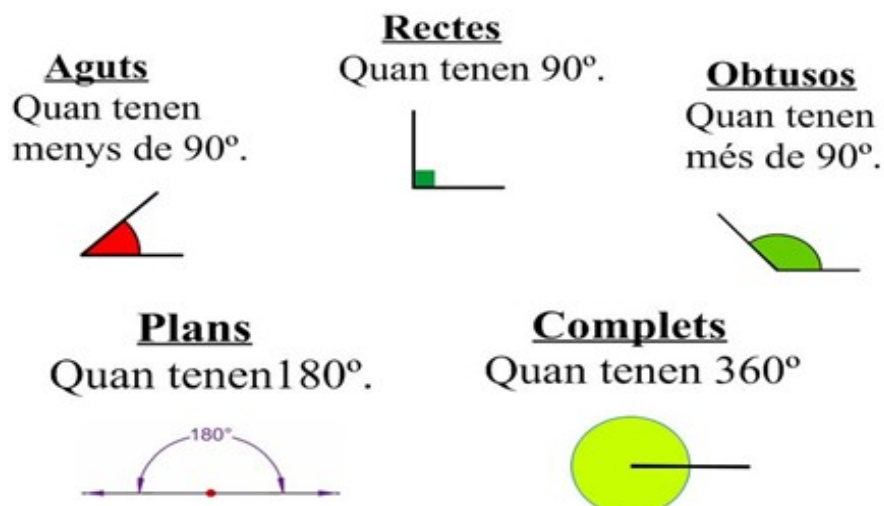 Aguts
Quan tenen
menys de 90º.
Rectes
Quan tenen 90º.
Obtusos
Quan tenen
més de 90º.
Plans
Quan tenen180º.
180°
Complets
Quan tenen 360º